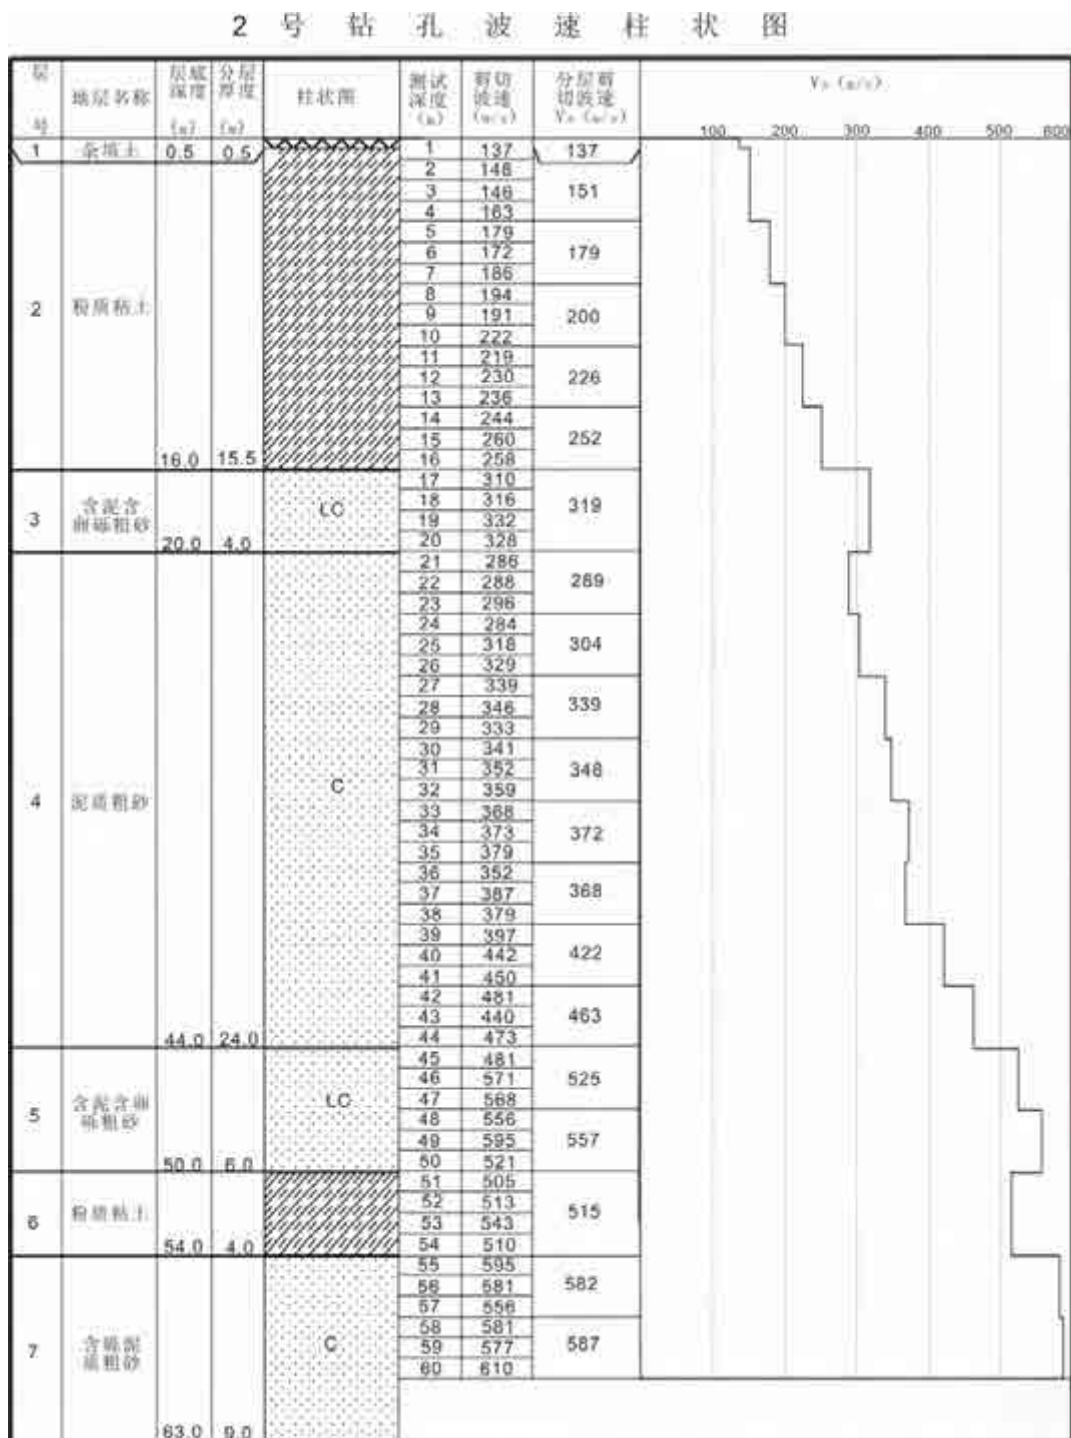 2 号 钻 孔 波 速 柱 状 图
层号 地层名称 层底深度(m) 分层厚度(m) 柱状图 测试深度(m) 剪切波速(m/s) 分层剪切波速Vs(m/s) Vs(m/s)
100 200 300 400 500 600
1 杂填土 0.5 0.5 1 137 137
2 148
3 146 151
4 163
5 179
6 172 179
7 186
8 194
2 粉质粘土 9 191 200
10 222
11 219
12 230 226
13 236
14 244
15 260 252
16.0 15.5 16 258
17 310
LC 18 316 319
3 含泥含卵砾粗砂 19 332
20.0 4.0 20 328
21 286
22 288 289
23 296
24 284
25 318 304
26 329
27 339
28 346 339
29 333
30 341
31 352 348
C 32 359
4 泥质粗砂 33 368
34 373 372
35 379
36 352
37 387 368
38 379
39 397
40 442 422
41 450
42 481
43 440 463
44.0 24.0 44 473
45 481
46 571 525
LC 47 568
5 含泥含卵砾粗砂 48 556
49 595 557
50.0 6.0 50 521
51 505
52 513 515
6 粉质粘土 53 543
54.0 4.0 54 510
55 595
56 581 582
57 556
58 581
7 含砾泥质粗砂 C 59 577 587
60 610
63.0 9.0